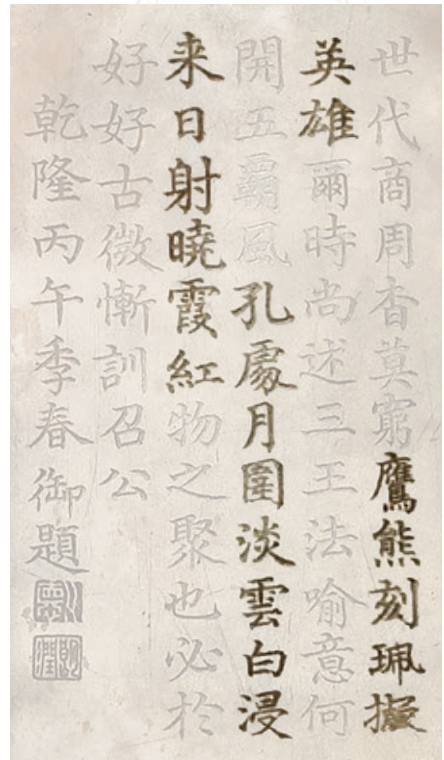 世代商周杳莫窮鷹熊刻珮擬
英雄爾時尚述三王法喻意何
開五霸風孔處月圍淡雲白浸
来日射曉霞紅物之聚也必於
好好古微慚訓召公
乾隆丙午季春御題